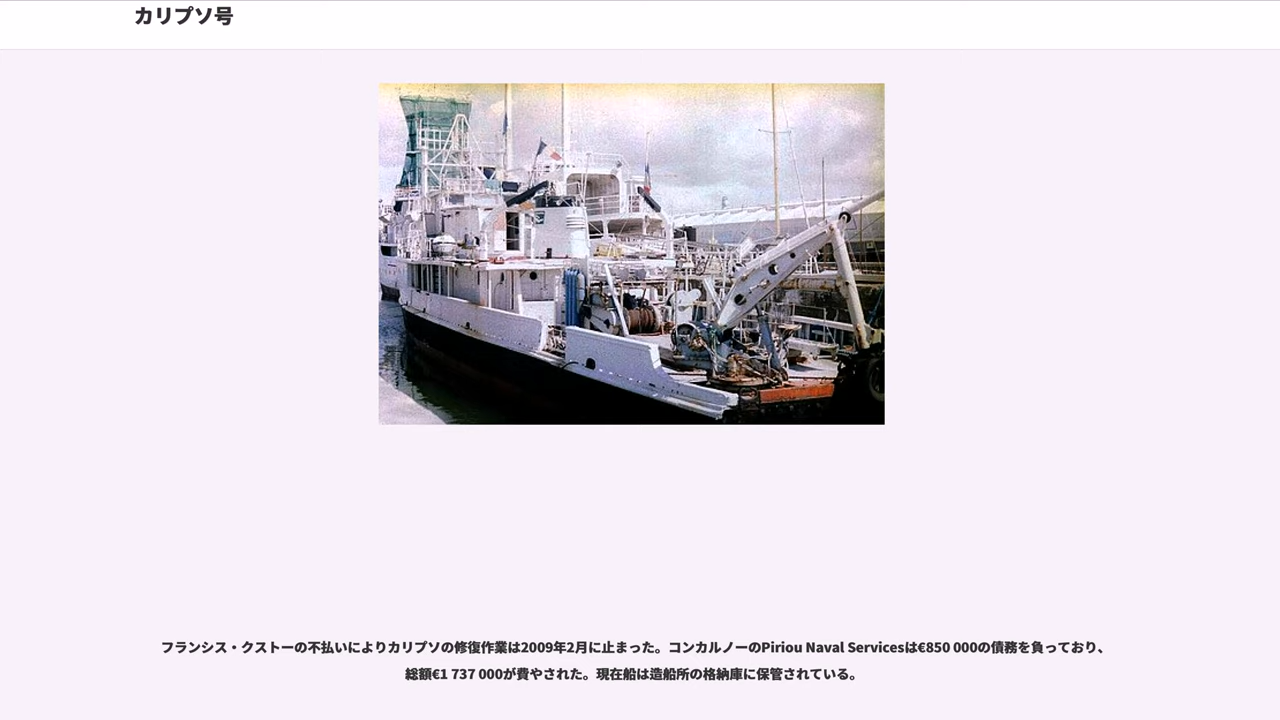 カリプソ号
フランシス・クストーの不払いによりカリプソの修復作業は2009年2月に止まった。コンカルノーのPiriou Naval Servicesは€850 000の債務を負っており、
総額€1 737 000が費やされた。現在船は造船所の格納庫に保管されている。